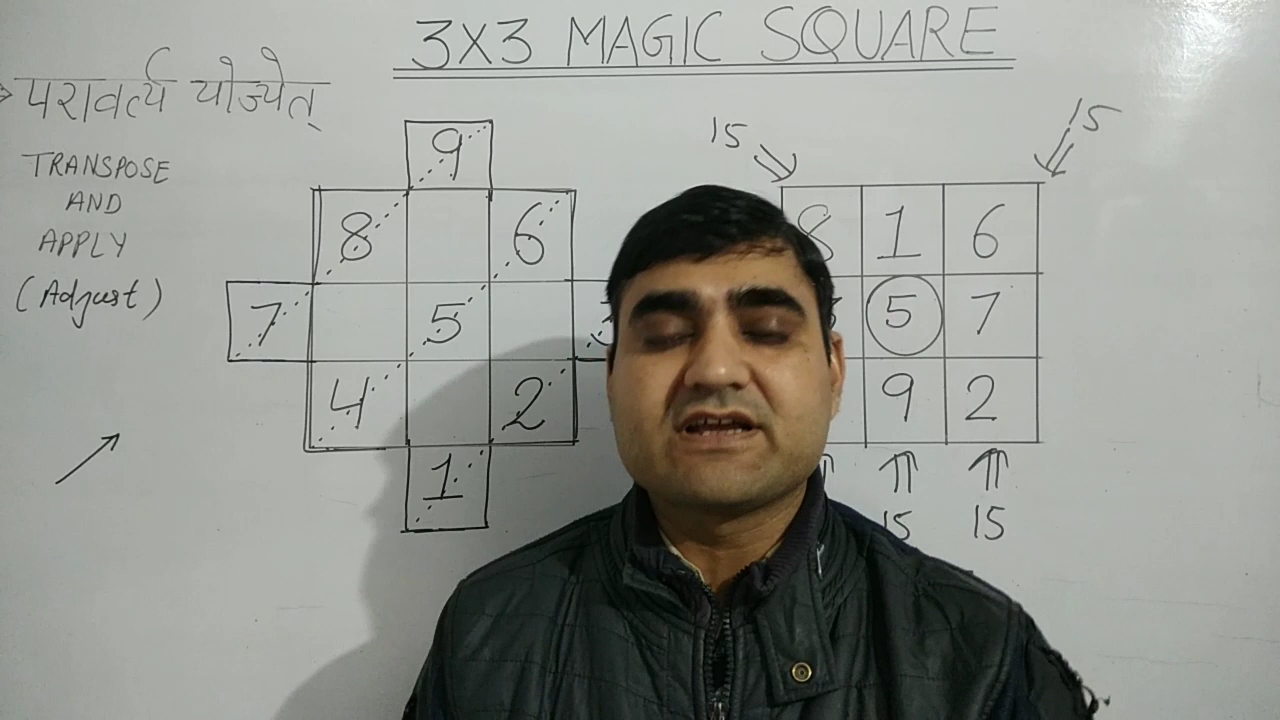 3X3 MAGIC SQUARE
परावर्त्य योज्येत्
TRANSPOSE
AND
APPLY
(Adjust)
9
8 6
7 5 3
4 2
1
15 15
8 1 6
5 7
9 2
15 15